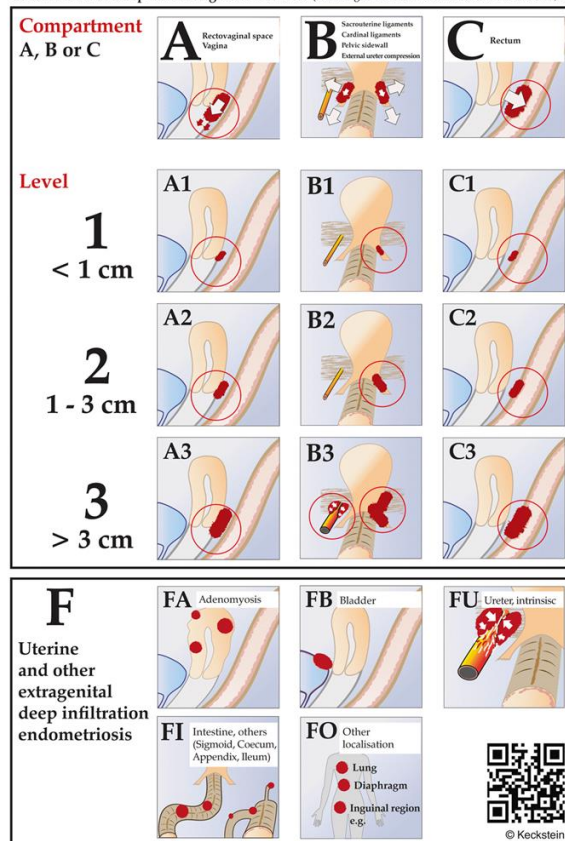 Compartment
A, B or C
A
Rectovaginal space
Vagina
B
Sacrouterine ligaments
Cardinal ligaments
Pelvic sidewall
External ureter compression
C
Rectum
Level
1
< 1 cm
A1
B1
C1
2
1 - 3 cm
A2
B2
C2
3
> 3 cm
A3
B3
C3
F
Uterine
and other
extragenital
deep infiltration
endometriosis
FA
Adenomyosis
FB
Bladder
FU
Ureter, intrinsisc
FI
Intestine, others
(Sigmoid, Coecum,
Appendix, Ileum)
FO
Other
localisation
Lung
Diaphragm
Inguinal region
e.g.
© Keckstein